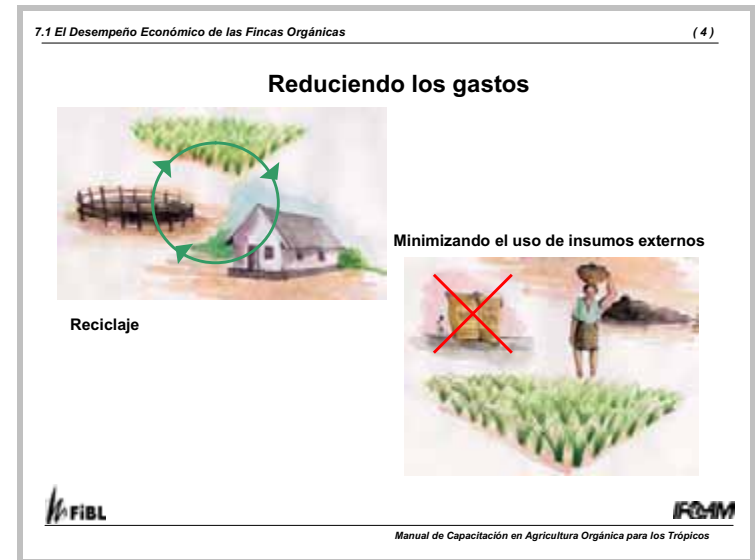 7.1 El Desempeño Económico de las Fincas Orgánicas ( 4 )
Reduciendo los gastos
Minimizando el uso de insumos externos
Reciclaje
FiBL
IFOAM
Manual de Capacitación en Agricultura Orgánica para los Trópicos